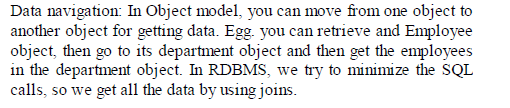 Data navigation: In Object model, you can move from one object to
another object for getting data. Egg. you can retrieve and Employee
object, then go to its department object and then get the employees
in the department object. In RDBMS, we try to minimize the SQL
calls, so we get all the data by using joins.